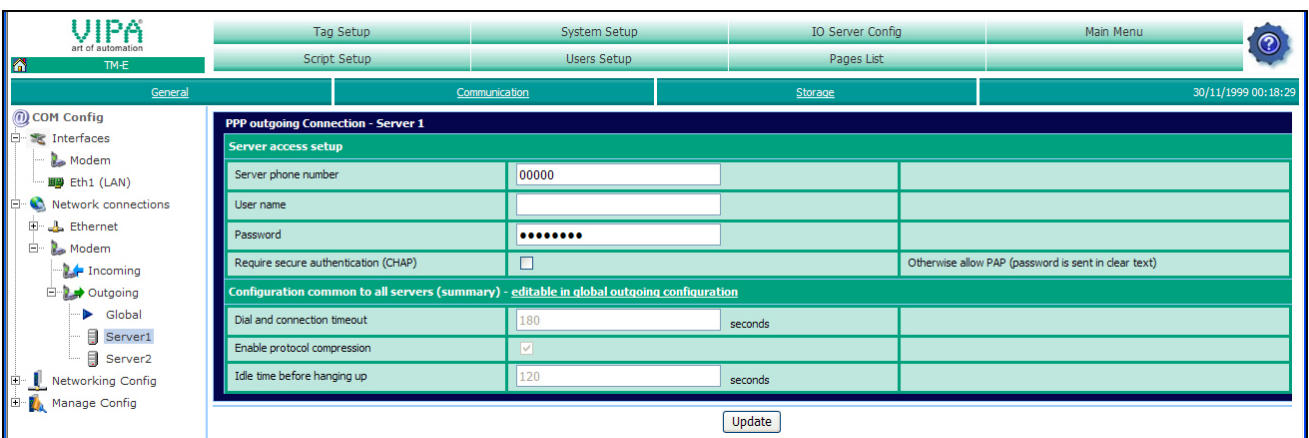 VIPA
art of automation
TM-E
Tag Setup System Setup IO Server Config Main Menu
Script Setup Users Setup Pages List
General Communication Storage 30/11/1999 00:18:29
COM Config
Interfaces
Modem
Eth1 (LAN)
Network connections
Ethernet
Modem
Incoming
Outgoing
Global
Server1
Server2
Networking Config
Manage Config
PPP outgoing Connection - Server 1
Server access setup
Server phone number 00000
User name
Password ●●●●●●●●
Require secure authentication (CHAP) Otherwise allow PAP (password is sent in clear text)
Configuration common to all servers (summary) - editable in global outgoing configuration
Dial and connection timeout 180 seconds
Enable protocol compression
Idle time before hanging up 120 seconds
Update